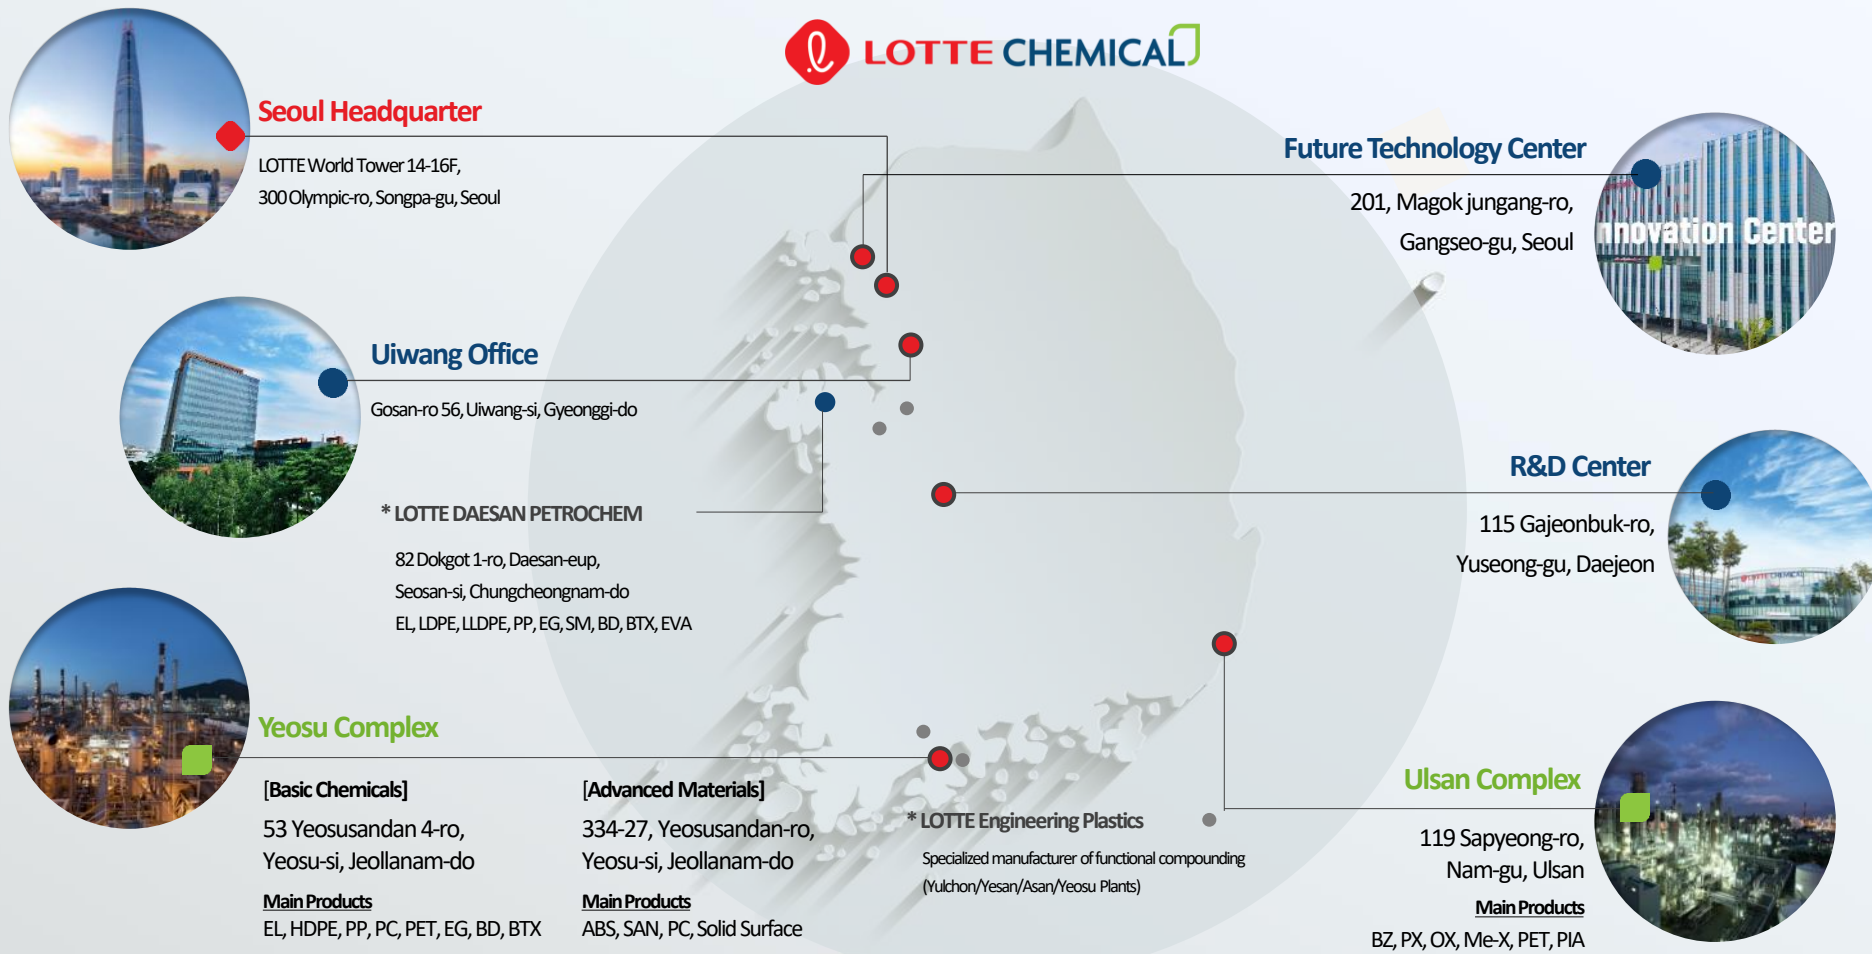 LOTTE CHEMICAL
Seoul Headquarter
LOTTE World Tower 14-16F,
300 Olympic-ro, Songpa-gu, Seoul
Future Technology Center
201, Magok jungang-ro,
Gangseo-gu, Seoul
nnovation Center
Uiwang Office
Gosan-ro 56, Uiwang-si, Gyeonggi-do
* LOTTE DAESAN PETROCHEM
82 Dokgot 1-ro, Daesan-eup,
Seosan-si, Chungcheongnam-do
EL, LDPE, LLDPE, PP, EG, SM, BD, BTX, EVA
R&D Center
115 Gajeonbuk-ro,
Yuseong-gu, Daejeon
LOTTE CHEMICAL
Yeosu Complex
[Basic Chemicals]
53 Yeosusandan 4-ro,
Yeosu-si, Jeollanam-do
Main Products
EL, HDPE, PP, PC, PET, EG, BD, BTX
[Advanced Materials]
334-27, Yeosusandan-ro,
Yeosu-si, Jeollanam-do
Main Products
ABS, SAN, PC, Solid Surface
* LOTTE Engineering Plastics
Specialized manufacturer of functional compounding
(Yulchon/Yesan/Asan/Yeosu Plants)
Ulsan Complex
119 Sapyeong-ro,
Nam-gu, Ulsan
Main Products
BZ, PX, OX, Me-X, PET, PIA